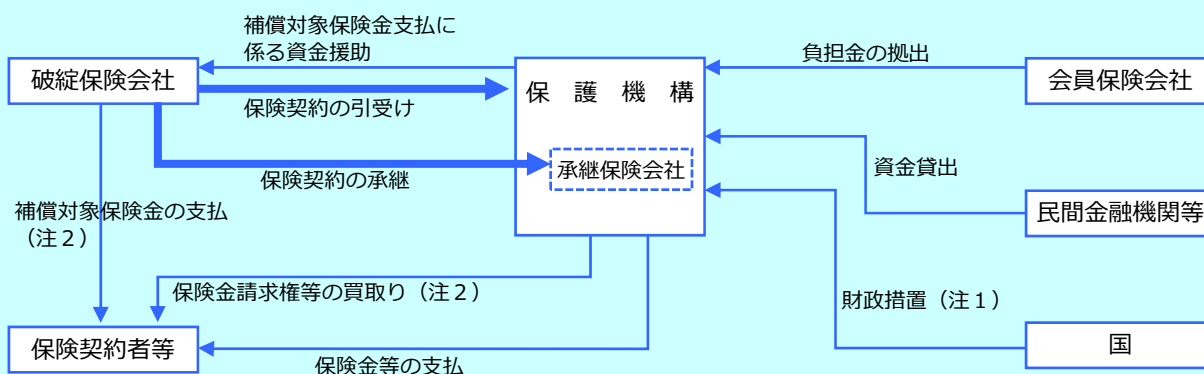 補償対象保険金支払に
係る資金援助
負担金の拠出
破綻保険会社
保護機構
会員保険会社
保険契約の引受け
承継保険会社
資金貸出
保険契約の承継
補償対象保険金の支払
（注２）
民間金融機関等
保険金請求権等の買取り（注２）
財政措置（注１）
保険契約者等
国
保険金等の支払